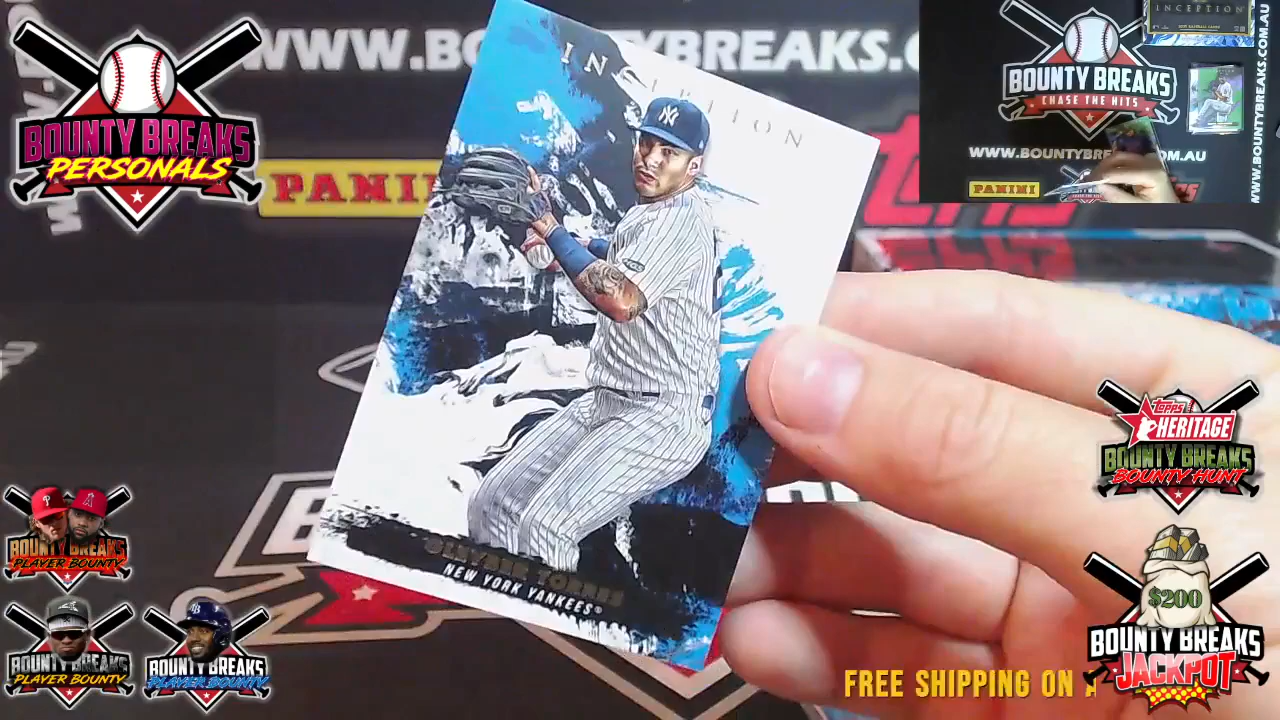 BOUNTY BREAKS
PERSONALS
WWW.BOUNTYBREAKS.
PANINI
INCEPTION
GLEYBER TORRES
NEW YORK YANKEES®
INCEPTION
BOUNTY BREAKS
CHASE THE HITS
WWW.BOUNTYBREAKS.COM.AU
PANINI
topps
HERITAGE
BOUNTY BREAKS
BOUNTY HUNT
BOUNTY BREAKS
PLAYER BOUNTY
BOUNTY BREAKS
PLAYER BOUNTY
BOUNTY BREAKS
PLAYER BOUNTY
$200
BOUNTY BREAKS
JACKPOT
FREE SHIPPING ON